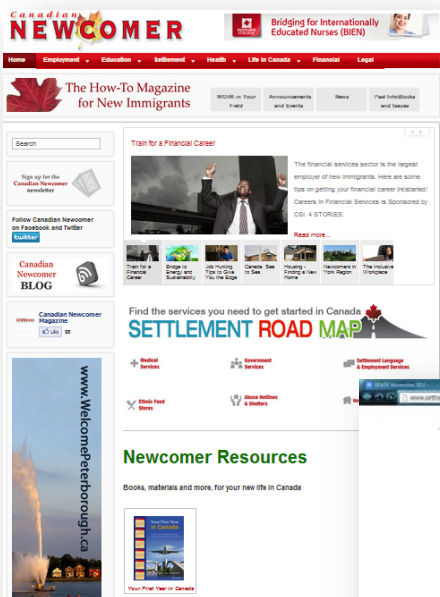 Canadian
NEWCOMER
Bridging for Internationally
Educated Nurses (BIEN)
Home Employment Education Settlement Health Life in Canada Financial Legal
The How-To Magazine
for New Immigrants
WORK in Your
Field
Announcements
and Events
News
Past Info/Books
and Issues
Search
Sign up for the
Canadian Newcomer
newsletter
Follow Canadian Newcomer
on Facebook and Twitter
twitter
Canadian
Newcomer
BLOG
Canadian Newcomer
Magazine
Like
www.WelcomePeterborough.ca
Train for a Financial Career
The financial services sector is the largest
employer of new immigrants. Here are some
tips on getting your financial career (re)started!
Careers in Financial Services is Sponsored by
CSI. 4 STORIES.
Read more...
Train for a
Financial
Career
Bridge to
Energy and
Sustainability
Job Hunting
Tips to Give
You the Edge
Canada: Sea
to Sea
Housing -
Finding a New
Home
Newcomers in
York Region
The Inclusive
Workplace
Find the services you need to get started in Canada
SETTLEMENT ROAD MAP
Medical
Services
Government
Services
Settlement Language
& Employment Services
Ethnic Food
Stores
Abuse Hotlines
& Shelters
Newcomer Resources
Books, materials and more, for your new life in Canada
Your First Year
in Canada
Your First Year in Canada